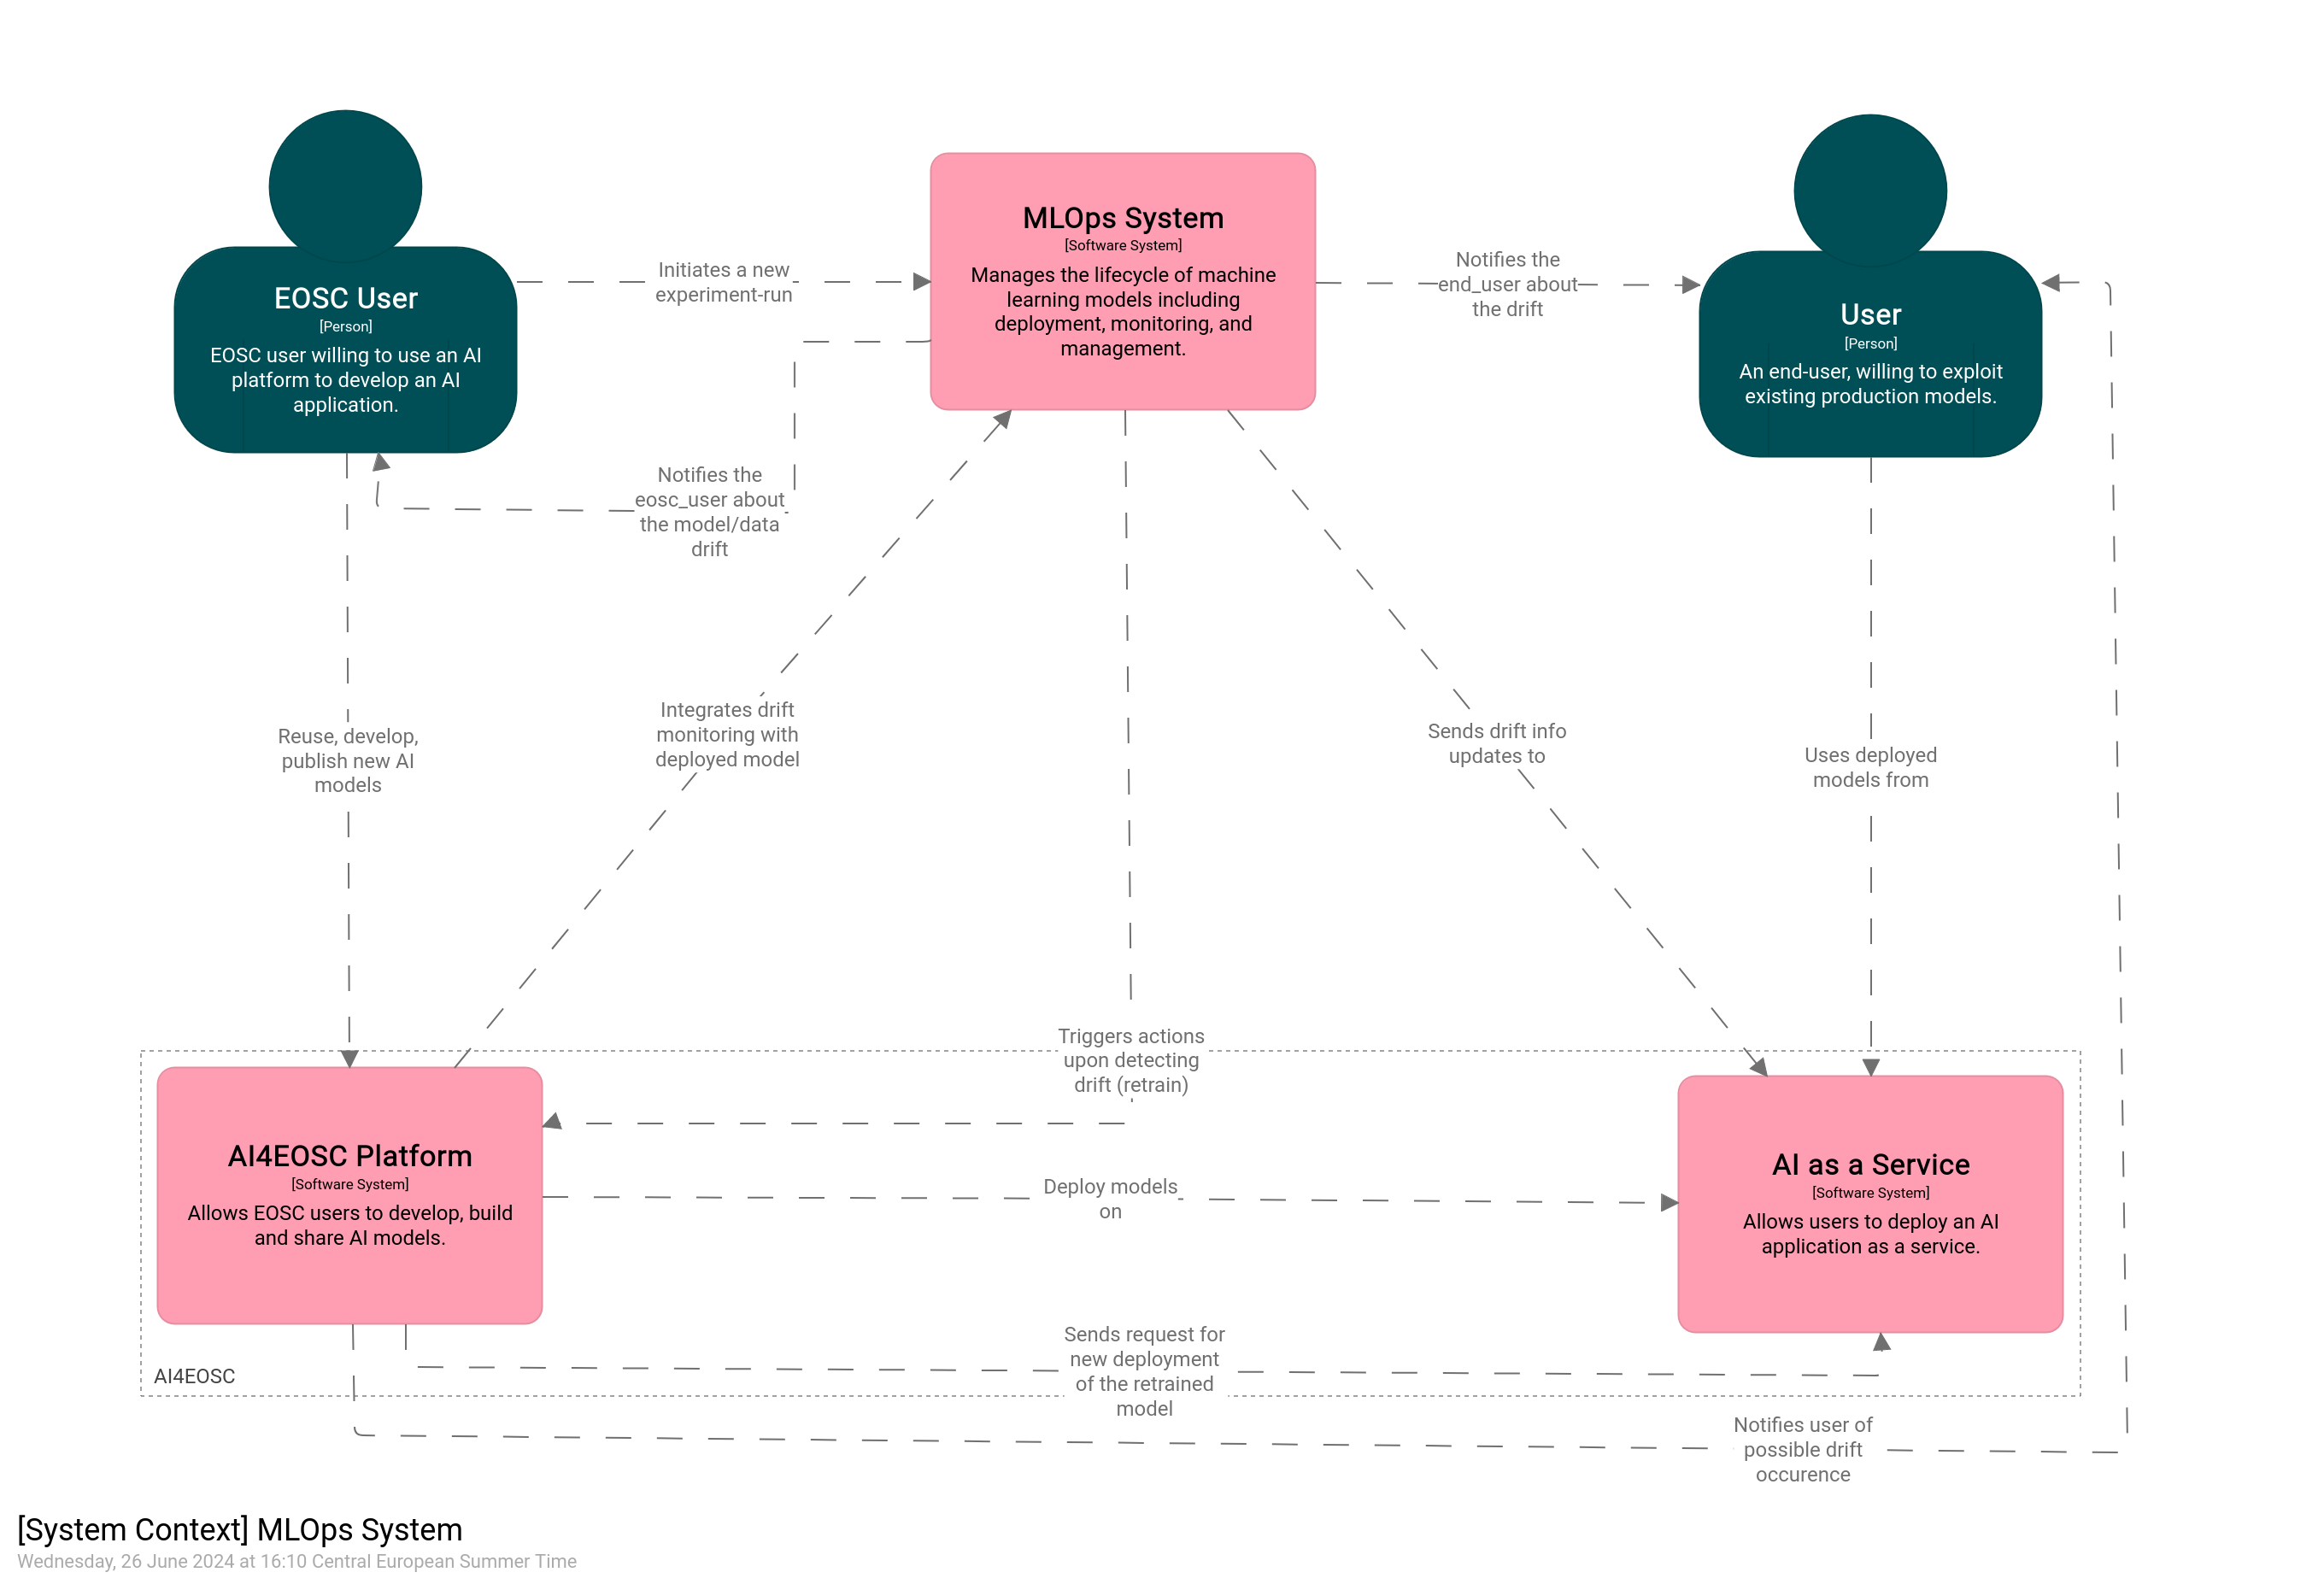 EOSC User
[Person]
EOSC user willing to use an AI
platform to develop an AI
application.
Initiates a new
experiment-run
MLOps System
[Software System]
Manages the lifecycle of machine
learning models including
deployment, monitoring, and
management.
Notifies the
end_user about
the drift
User
[Person]
An end-user, willing to exploit
existing production models.
Notifies the
eosc_user about
the model/data
drift
Reuse, develop,
publish new AI
models
Integrates drift
monitoring with
deployed model
Sends drift info
updates to
Uses deployed
models from
Triggers actions
upon detecting
drift (retrain)
AI4EOSC Platform
[Software System]
Allows EOSC users to develop, build
and share AI models.
Deploy models
on
AI as a Service
[Software System]
Allows users to deploy an AI
application as a service.
Sends request for
new deployment
of the retrained
model
AI4EOSC
Notifies user of
possible drift
occurence
[System Context] MLOps System
Wednesday, 26 June 2024 at 16:10 Central European Summer Time